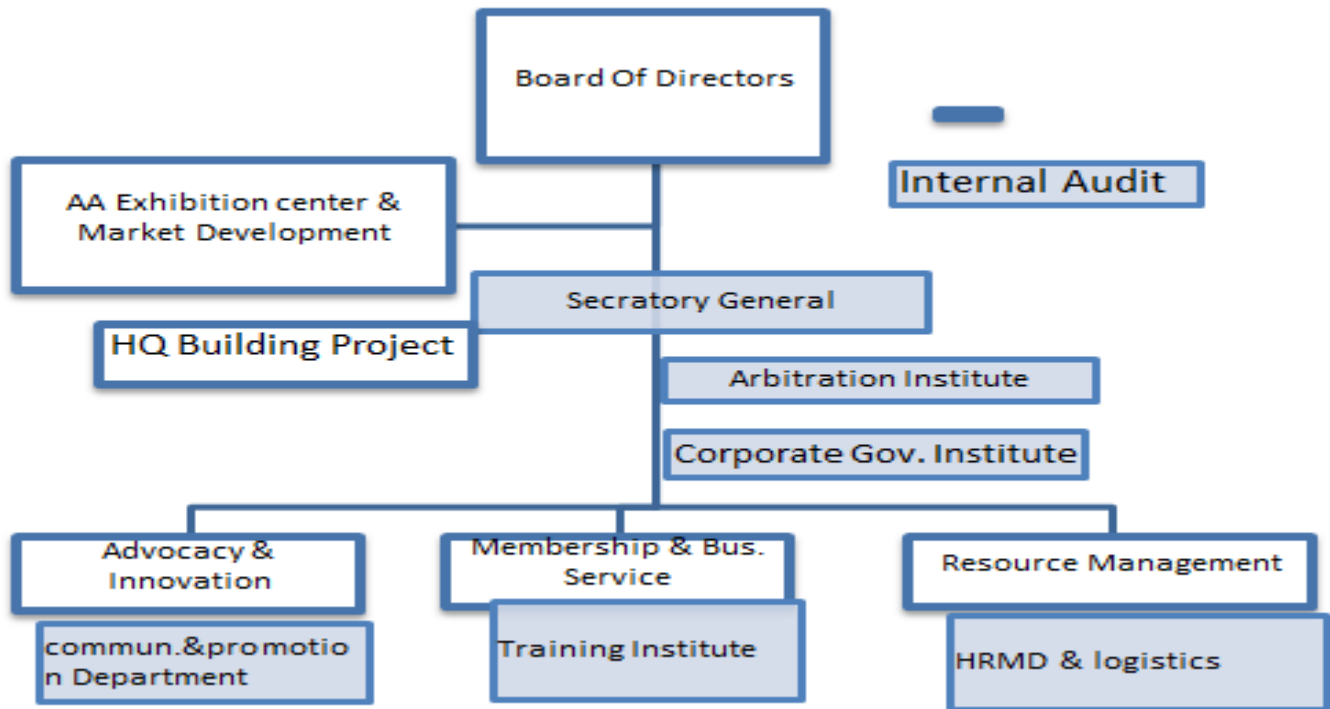 Board Of Directors
Internal Audit
AA Exhibition center &
Market Development
Secratory General
HQ Building Project
Arbitration Institute
Corporate Gov. Institute
Advocacy &
Innovation
Membership & Bus.
Service
Resource Management
commun.&promotio
n Department
Training Institute
HRMD & logistics